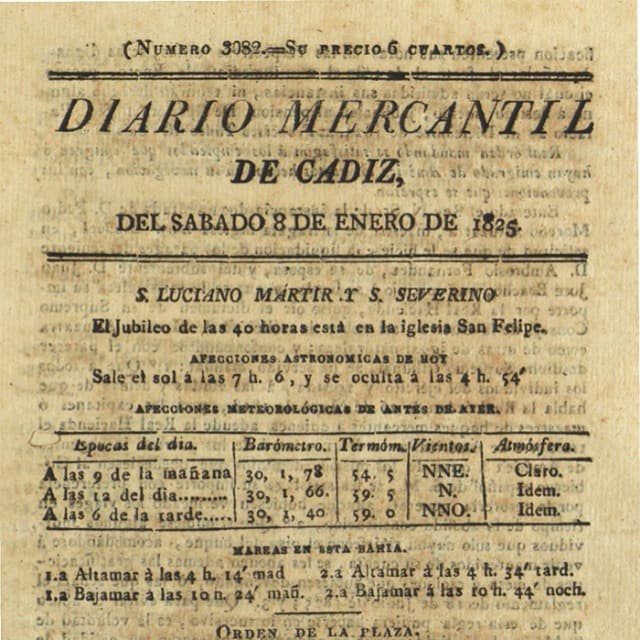 (NUMERO 3082.=SU PRECIO 6 CUARTOS.)
DIARIO MERCANTIL
DE CADIZ,
DEL SABADO 8 DE ENERO DE 1825.
S. LUCIANO MÁRTIR Y S. SEVERINO
El Jubileo de las 40 horas está en la iglesia San Felipe.
AFECCIONES ASTRONOMICAS DE HOY
Sale el sol á las 7 h. 6, y se oculta á las 4 h. 54'
AFECCIONES METEOROLÓGICAS DE ANTES DE AYER.
Epocas del dia. Barómetro. Termóm. Vientos. Atmósfera.
A las 9 de la mañana 30, 1, 78 54. 5 NNE. Claro.
A las 12 del dia......... 30, 1, 66. 59. 5 N. Idem.
A las 6 de la tarde..... 30, 1, 40 59. 0 NNO. Idem.
MAREAS EN ESTA BAHIA.
1.a Altamar á las 4 h. 14' mad 2.a Altamar á las 4 h. 34' tard.
1.a Bajamar á las 10 h. 24' mañ. 2.a Bajamar á las 10 h. 44' noch.
ORDEN DE LA PLAZA.